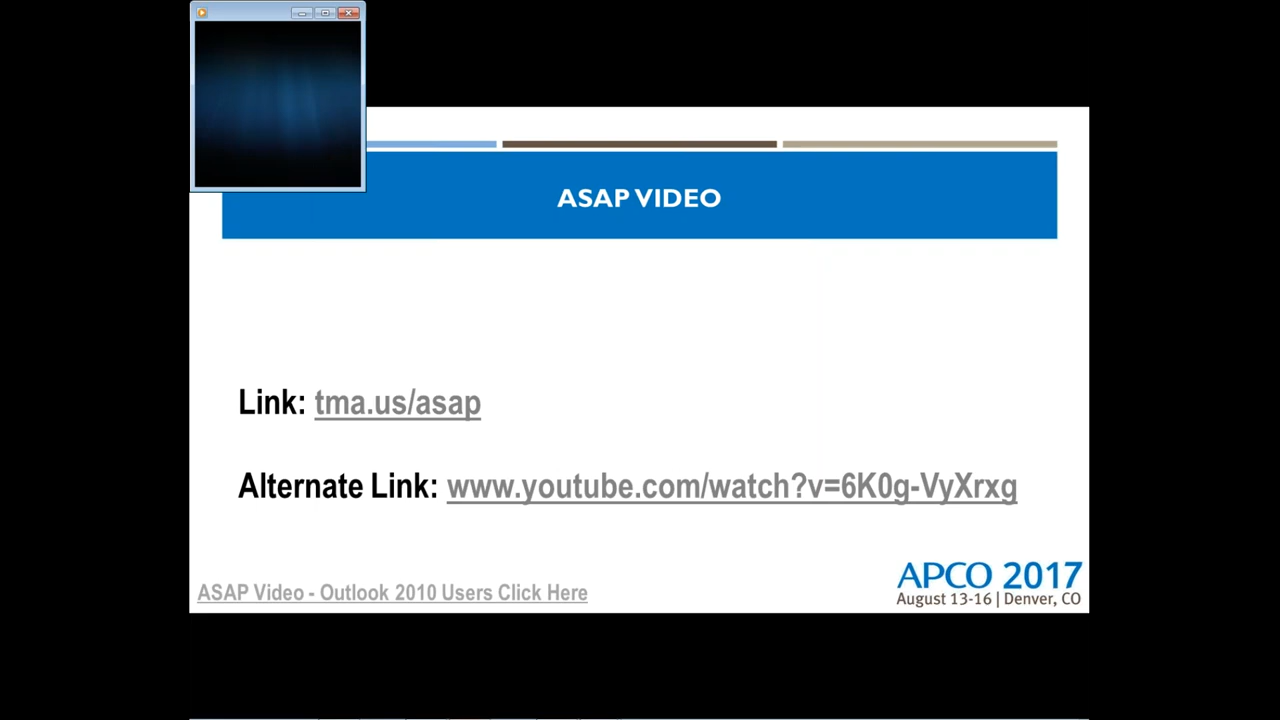 ASAP VIDEO
Link: tma.us/asap
Alternate Link: www.youtube.com/watch?v=6K0g-VyXrxg
ASAP Video - Outlook 2010 Users Click Here
APCO 2017
August 13-16 | Denver, CO